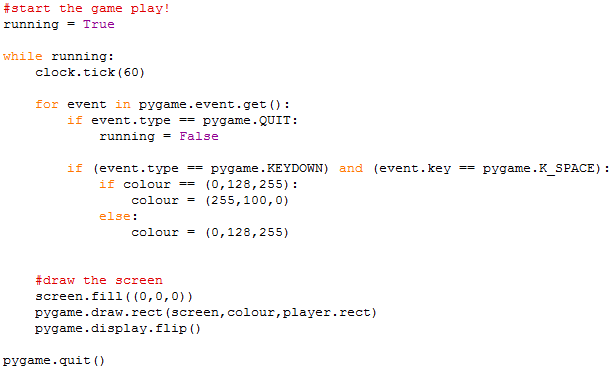 #start the game play!
running = True
while running:
    clock.tick(60)
    for event in pygame.event.get():
        if event.type == pygame.QUIT:
            running = False
        if (event.type == pygame.KEYDOWN) and (event.key == pygame.K_SPACE):
            if colour == (0,128,255):
                colour = (255,100,0)
            else:
                colour = (0,128,255)
    #draw the screen
    screen.fill((0,0,0))
    pygame.draw.rect(screen,colour,player.rect)
    pygame.display.flip()
pygame.quit()